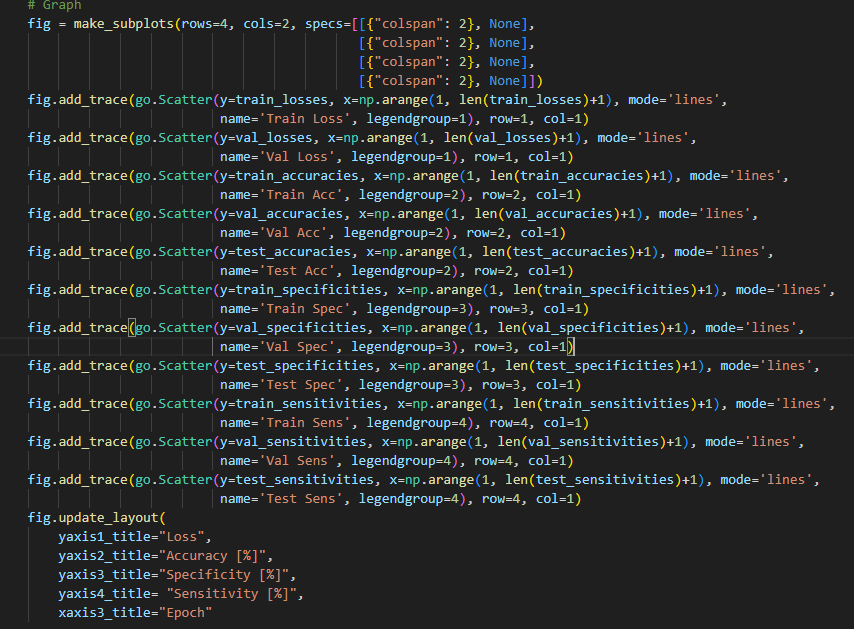 # Graph
fig = make_subplots(rows=4, cols=2, specs=[[{"colspan": 2}, None],
                                           [{"colspan": 2}, None],
                                           [{"colspan": 2}, None],
                                           [{"colspan": 2}, None]])
fig.add_trace(go.Scatter(y=train_losses, x=np.arange(1, len(train_losses)+1), mode='lines',
                         name='Train Loss', legendgroup=1), row=1, col=1)
fig.add_trace(go.Scatter(y=val_losses, x=np.arange(1, len(val_losses)+1), mode='lines',
                         name='Val Loss', legendgroup=1), row=1, col=1)
fig.add_trace(go.Scatter(y=train_accuracies, x=np.arange(1, len(train_accuracies)+1), mode='lines',
                         name='Train Acc', legendgroup=2), row=2, col=1)
fig.add_trace(go.Scatter(y=val_accuracies, x=np.arange(1, len(val_accuracies)+1), mode='lines',
                         name='Val Acc', legendgroup=2), row=2, col=1)
fig.add_trace(go.Scatter(y=test_accuracies, x=np.arange(1, len(test_accuracies)+1), mode='lines',
                         name='Test Acc', legendgroup=2), row=2, col=1)
fig.add_trace(go.Scatter(y=train_specificities, x=np.arange(1, len(train_specificities)+1), mode='lines',
                         name='Train Spec', legendgroup=3), row=3, col=1)
fig.add_trace(go.Scatter(y=val_specificities, x=np.arange(1, len(val_specificities)+1), mode='lines',
                         name='Val Spec', legendgroup=3), row=3, col=1)
fig.add_trace(go.Scatter(y=test_specificities, x=np.arange(1, len(test_specificities)+1), mode='lines',
                         name='Test Spec', legendgroup=3), row=3, col=1)
fig.add_trace(go.Scatter(y=train_sensitivities, x=np.arange(1, len(train_sensitivities)+1), mode='lines',
                         name='Train Sens', legendgroup=4), row=4, col=1)
fig.add_trace(go.Scatter(y=val_sensitivities, x=np.arange(1, len(val_sensitivities)+1), mode='lines',
                         name='Val Sens', legendgroup=4), row=4, col=1)
fig.add_trace(go.Scatter(y=test_sensitivities, x=np.arange(1, len(test_sensitivities)+1), mode='lines',
                         name='Test Sens', legendgroup=4), row=4, col=1)
fig.update_layout(
    yaxis1_title="Loss",
    yaxis2_title="Accuracy [%]",
    yaxis3_title="Specificity [%]",
    yaxis4_title= "Sensitivity [%]",
    xaxis3_title="Epoch"